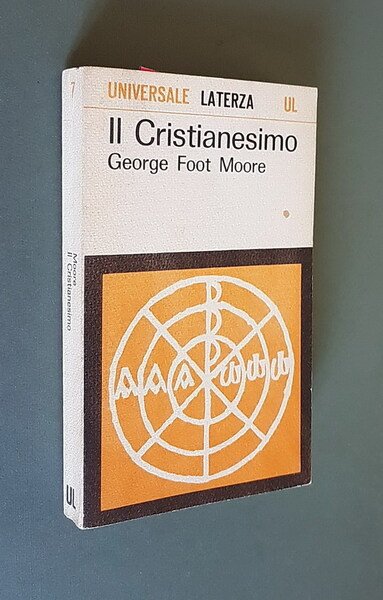 UNIVERSALE LATERZA UL
Il Cristianesimo
George Foot Moore
7
Moore
Il Cristianesimo
UL